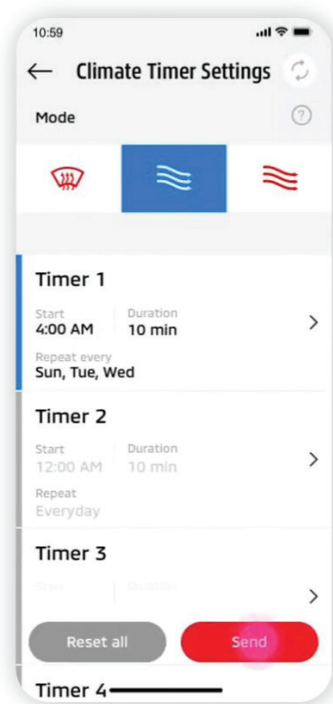 10:59
Climate Timer Settings
Mode
?
Timer 1
Start Duration
4:00 AM 10 min
Repeat every
Sun, Tue, Wed
Timer 2
Start Duration
12:00 AM 10 min
Repeat
Everyday
Timer 3
Start Duration
Reset all Send
Timer 4